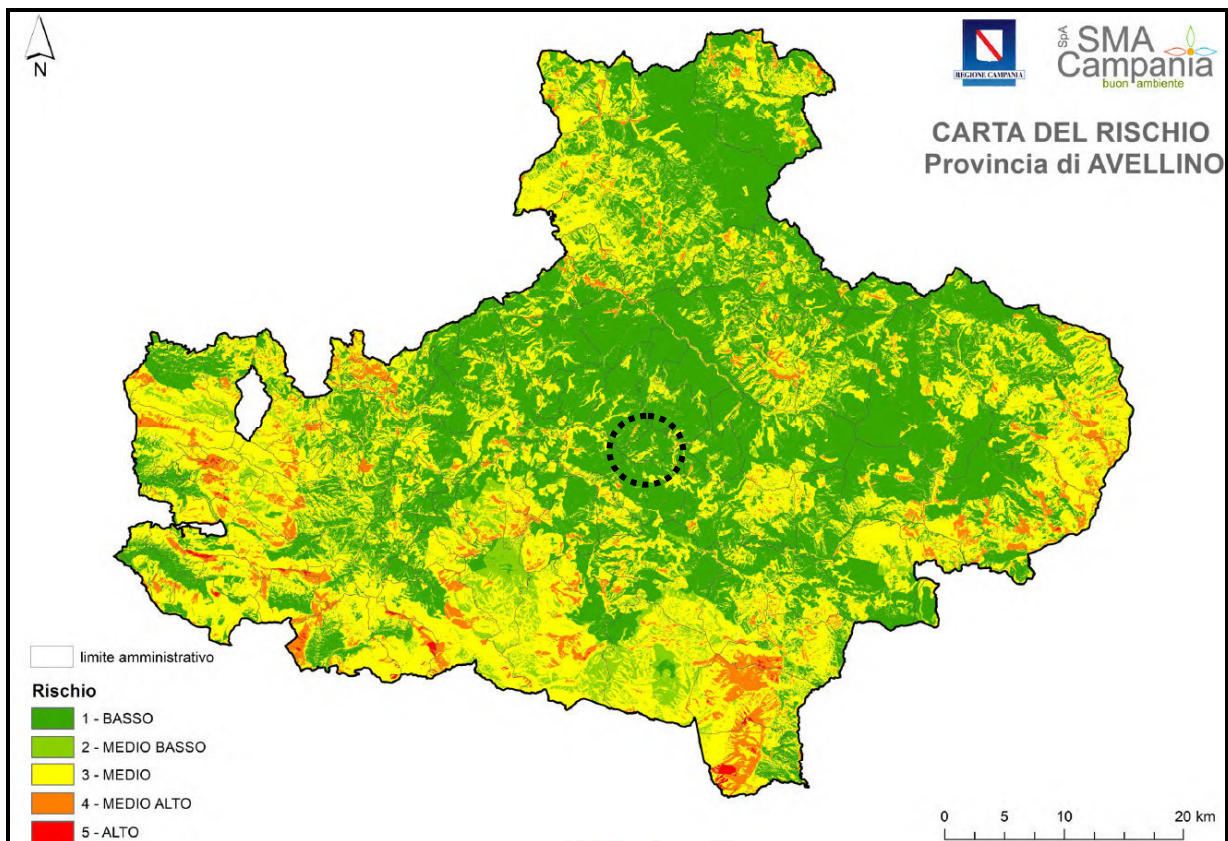 N
REGIONE CAMPANIA
SpA
SMA
Campania
buon ambiente
CARTA DEL RISCHIO
Provincia di AVELLINO
limite amministrativo
Rischio
1 - BASSO
2 - MEDIO BASSO
3 - MEDIO
4 - MEDIO ALTO
5 - ALTO
0 5 10 20 km